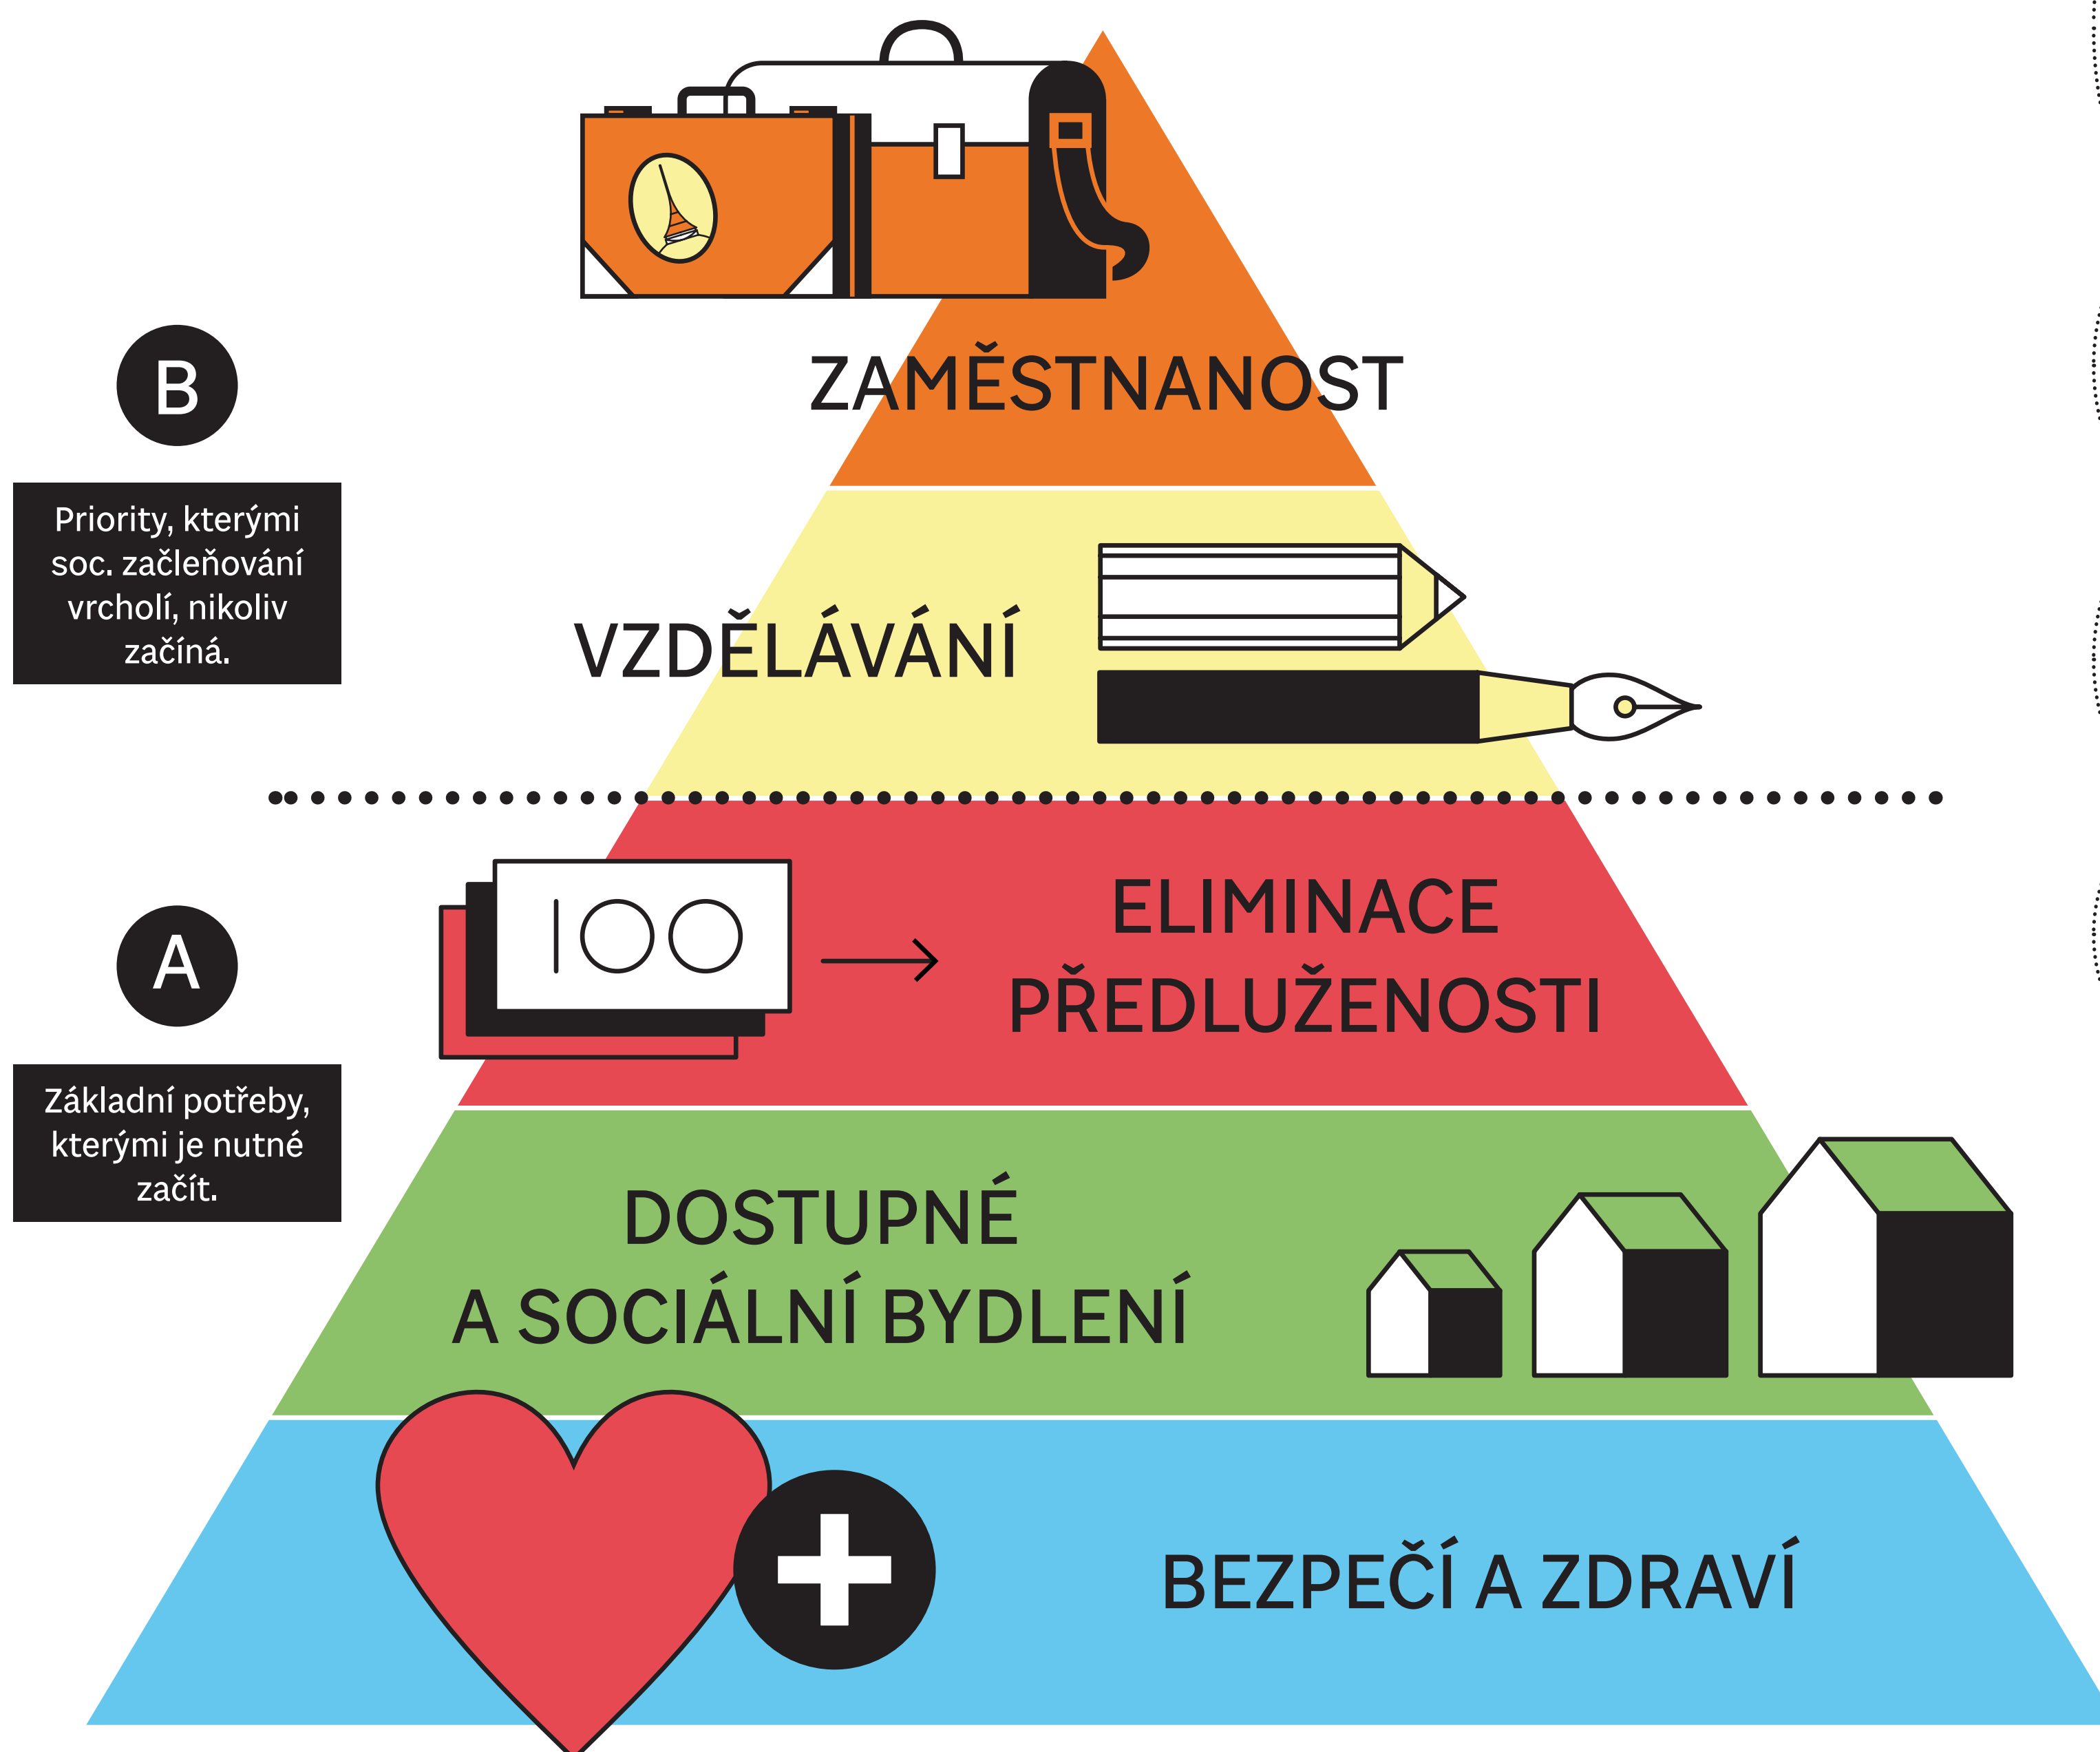 ZAMĚSTNANOST
B
Priority, kterými
soc. začleňování
vrcholí, nikoliv
začíná.
VZDĚLÁVÁNÍ
100
ELIMINACE
PŘEDLUŽENOSTI
A
Základní potřeby,
kterými je nutné
začít.
DOSTUPNÉ
A SOCIÁLNÍ BYDLENÍ
BEZPEČÍ A ZDRAVÍ